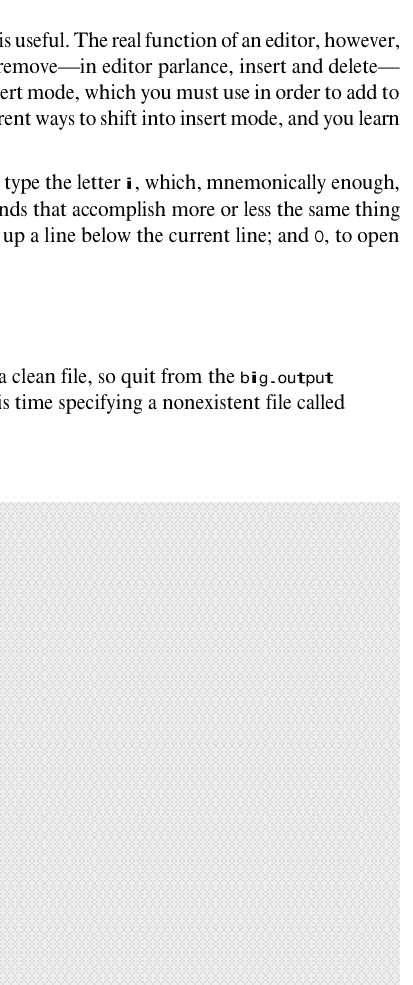 is useful. The real function of an editor, however,
remove—in editor parlance, insert and delete—
ert mode, which you must use in order to add to
rent ways to shift into insert mode, and you learn
type the letter i, which, mnemonically enough,
nds that accomplish more or less the same thing
up a line below the current line; and O, to open
a clean file, so quit from the big.output
is time specifying a nonexistent file called